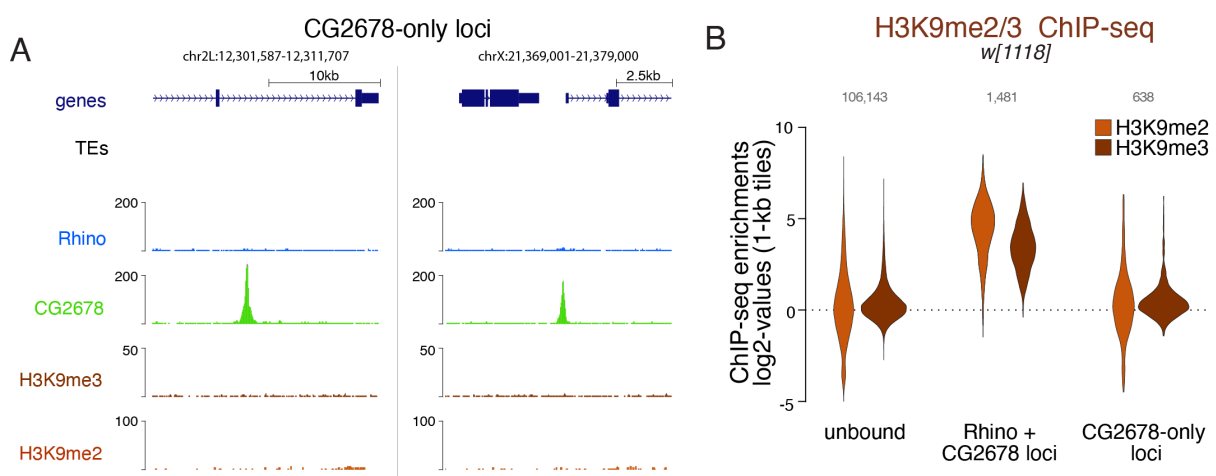 A
CG2678-only loci
chr2L:12,301,587-12,311,707
chrX:21,369,001-21,379,000
10kb
2.5kb
genes
TEs
200
200
Rhino
200
200
CG2678
50
50
H3K9me3
100
100
H3K9me2
B
H3K9me2/3 ChIP-seq
w[1118]
106,143
1,481
638
H3K9me2
H3K9me3
ChIP-seq enrichments
log2-values (1-kb tiles)
10
5
0
-5
unbound
Rhino +
CG2678 loci
CG2678-only
loci